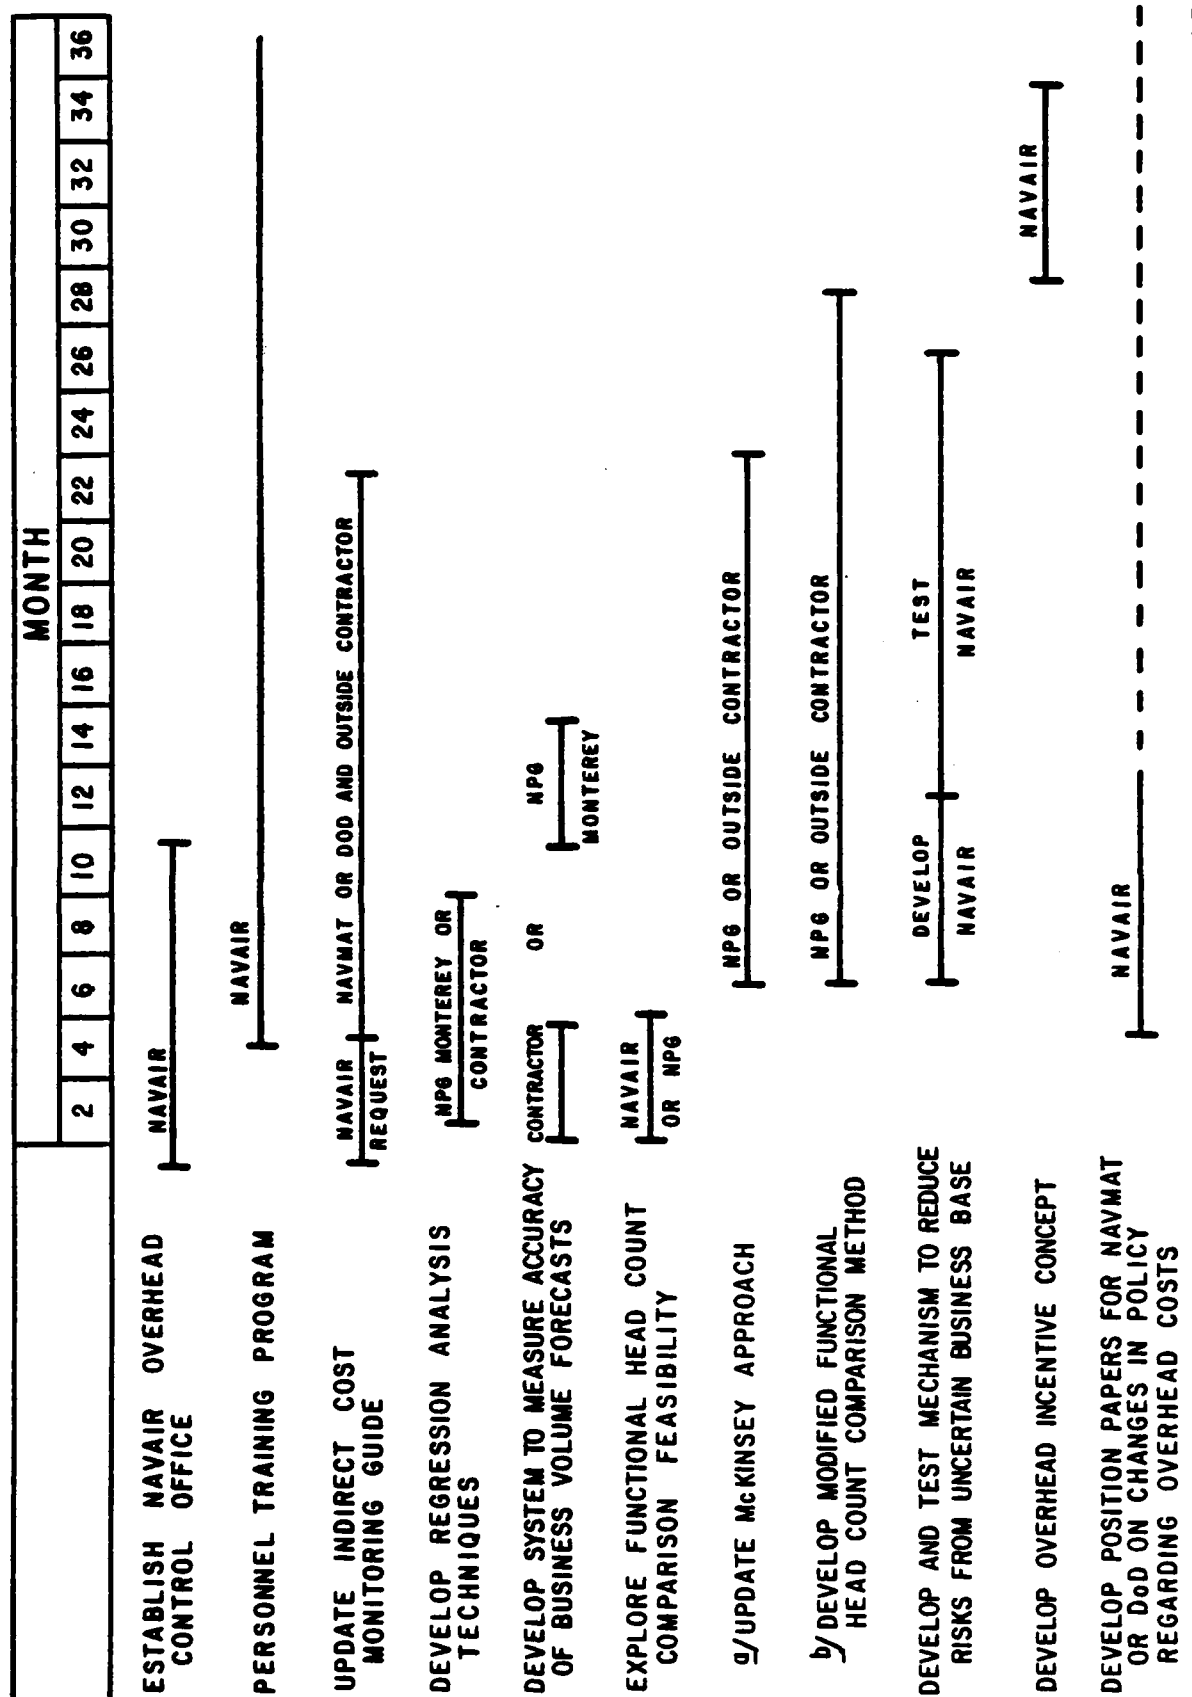 MONTH
2 4 6 8 10 12 14 16 18 20 22 24 26 28 30 32 34 36
ESTABLISH NAVAIR OVERHEAD
CONTROL OFFICE
NAVAIR
PERSONNEL TRAINING PROGRAM
NAVAIR
UPDATE INDIRECT COST
MONITORING GUIDE
NAVAIR
REQUEST
NAVMAT OR DOD AND OUTSIDE CONTRACTOR
DEVELOP REGRESSION ANALYSIS
TECHNIQUES
NPG MONTEREY OR
CONTRACTOR
DEVELOP SYSTEM TO MEASURE ACCURACY
OF BUSINESS VOLUME FORECASTS
CONTRACTOR
OR
NPG
MONTEREY
EXPLORE FUNCTIONAL HEAD COUNT
COMPARISON FEASIBILITY
NAVAIR
OR NPG
a/ UPDATE McKINSEY APPROACH
NPG OR OUTSIDE CONTRACTOR
b/ DEVELOP MODIFIED FUNCTIONAL
HEAD COUNT COMPARISON METHOD
NPG OR OUTSIDE CONTRACTOR
DEVELOP AND TEST MECHANISM TO REDUCE
RISKS FROM UNCERTAIN BUSINESS BASE
DEVELOP
NAVAIR
TEST
NAVAIR
DEVELOP OVERHEAD INCENTIVE CONCEPT
NAVAIR
DEVELOP POSITION PAPERS FOR NAVMAT
OR DoD ON CHANGES IN POLICY
REGARDING OVERHEAD COSTS
NAVAIR